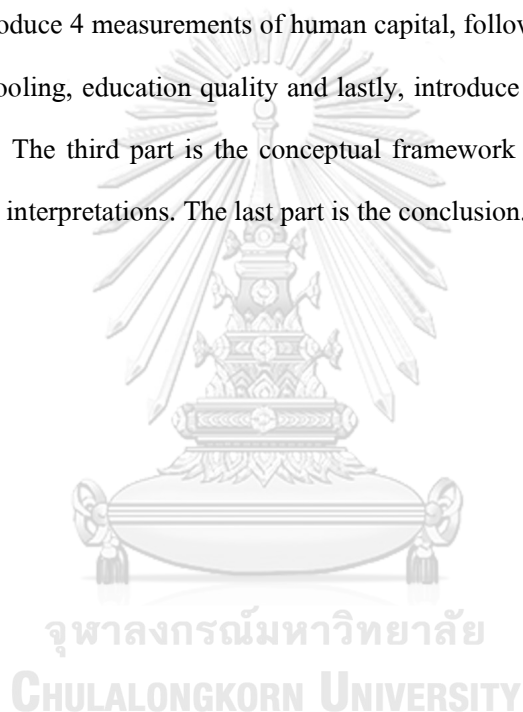 oduce 4 measurements of human capital, follow
ooling, education quality and lastly, introduce
The third part is the conceptual framework
interpretations. The last part is the conclusion.
จุฬาลงกรณ์มหาวิทยาลัย
CHULALONGKORN UNIVERSITY